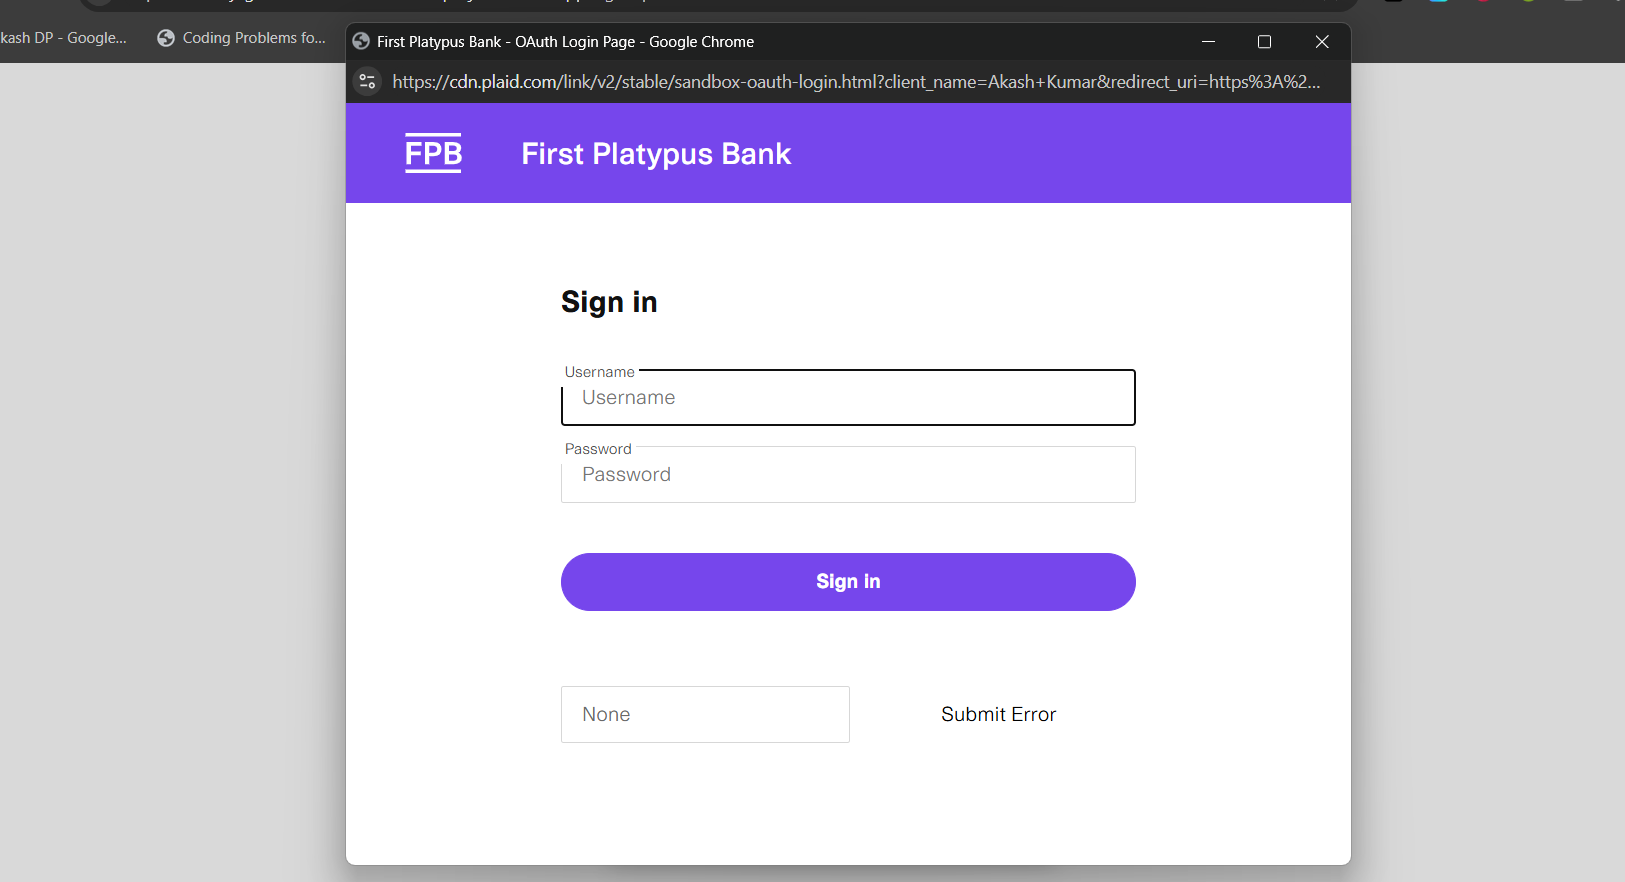 kash DP - Google...
Coding Problems fo...
First Platypus Bank - OAuth Login Page - Google Chrome
https://cdn.plaid.com/link/v2/stable/sandbox-oauth-login.html?client_name=Akash+Kumar&redirect_uri=https%3A%2...
FPB
First Platypus Bank
Sign in
Username
Username
Password
Password
Sign in
None
Submit Error